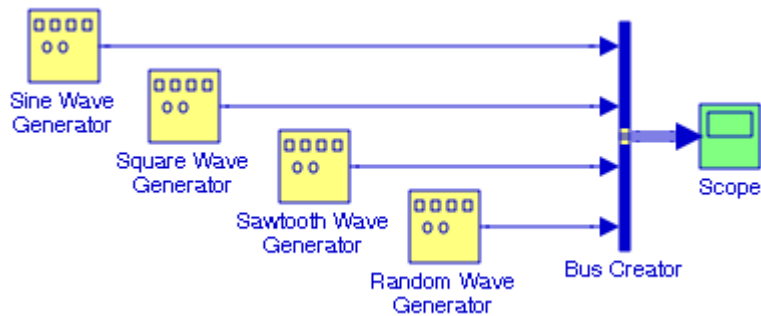 Sine Wave
Generator
Square Wave
Generator
Sawtooth Wave
Generator
Random Wave
Generator
Bus Creator
Scope